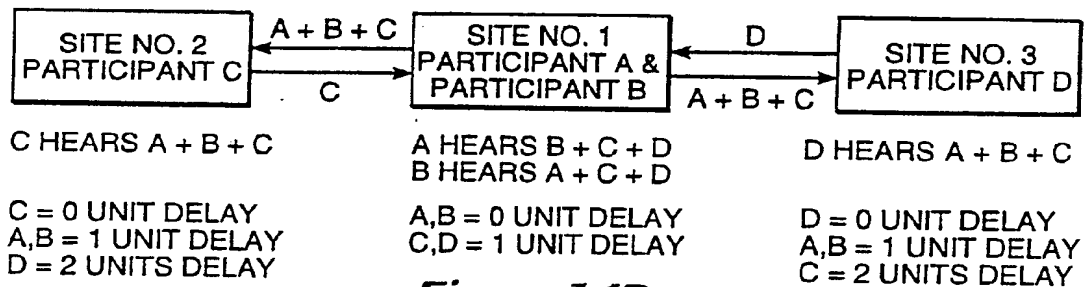 SITE NO. 2
PARTICIPANT C
A + B + C
C
SITE NO. 1
PARTICIPANT A &
PARTICIPANT B
D
A + B + C
SITE NO. 3
PARTICIPANT D
C HEARS A + B + C
C = 0 UNIT DELAY
A,B = 1 UNIT DELAY
D = 2 UNITS DELAY
A HEARS B + C + D
B HEARS A + C + D
A,B = 0 UNIT DELAY
C,D = 1 UNIT DELAY
D HEARS A + B + C
D = 0 UNIT DELAY
A,B = 1 UNIT DELAY
C = 2 UNITS DELAY